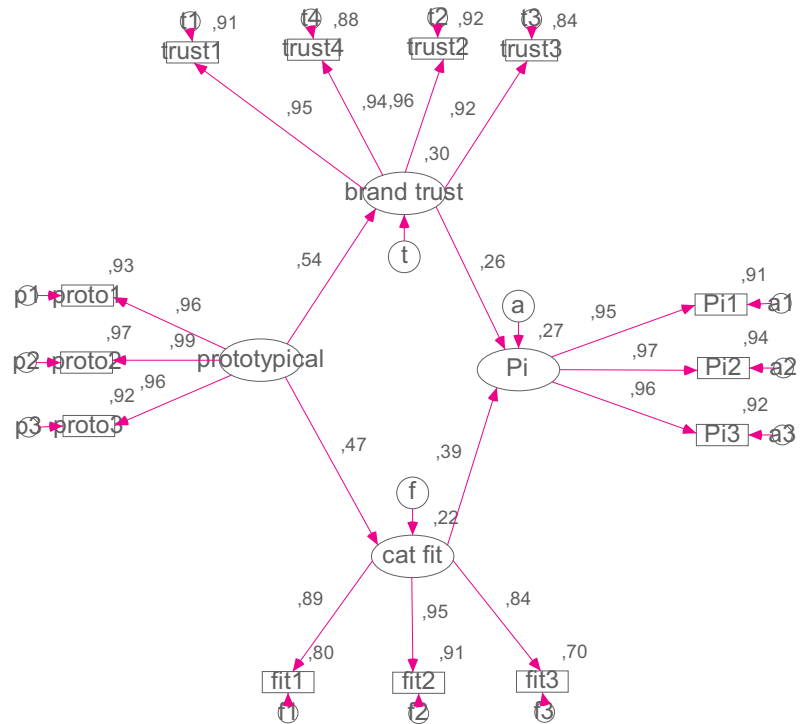 t1 ,91 t4 ,88 t2 ,92 t3 ,84
trust1 trust4 trust2 trust3
,95 ,94 ,96 ,92
,30
brand trust
t
,54 ,26
,93 a ,91
p1 proto1 ,96 ,95 Pi1 a1
,97 ,99 ,27 ,94
p2 proto2 prototypical Pi ,97 Pi2 a2
,92 ,96 ,96 ,92
p3 proto3 Pi3 a3
,47 ,39
f
,22
cat fit
,89 ,95 ,84
,80 ,91 ,70
fit1 fit2 fit3
f1 f2 f3